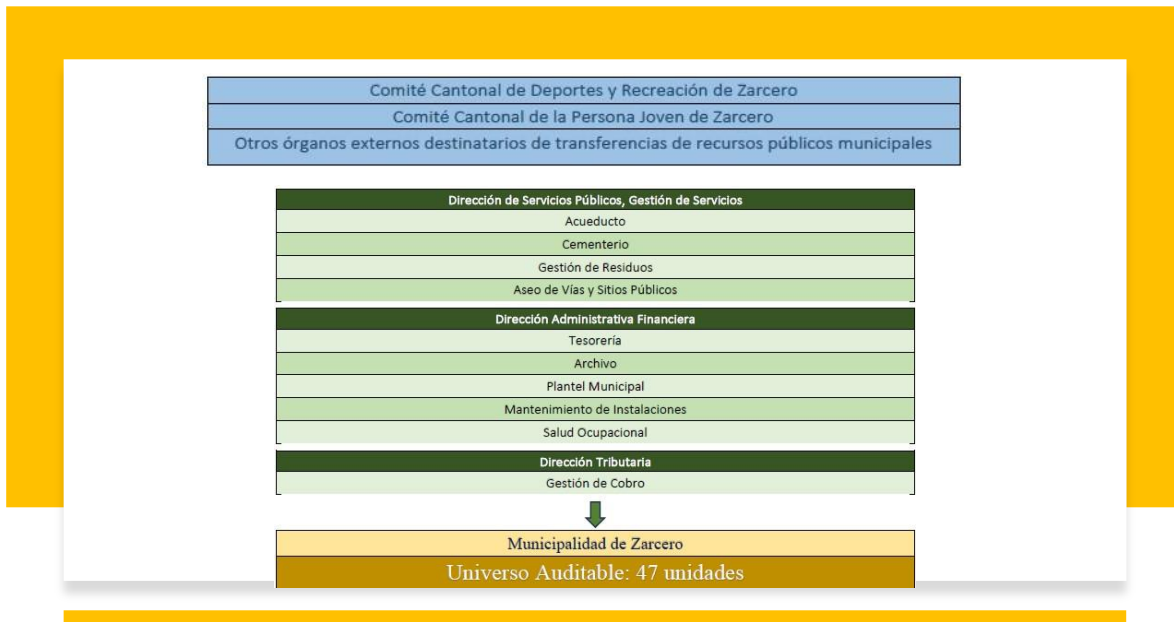 Comité Cantonal de Deportes y Recreación de Zarcero
Comité Cantonal de la Persona Joven de Zarcero
Otros órganos externos destinatarios de transferencias de recursos públicos municipales
Dirección de Servicios Públicos, Gestión de Servicios
Acueducto
Cementerio
Gestión de Residuos
Aseo de Vías y Sitios Públicos
Dirección Administrativa Financiera
Tesorería
Archivo
Plantel Municipal
Mantenimiento de Instalaciones
Salud Ocupacional
Dirección Tributaria
Gestión de Cobro
Municipalidad de Zarcero
Universo Auditable: 47 unidades